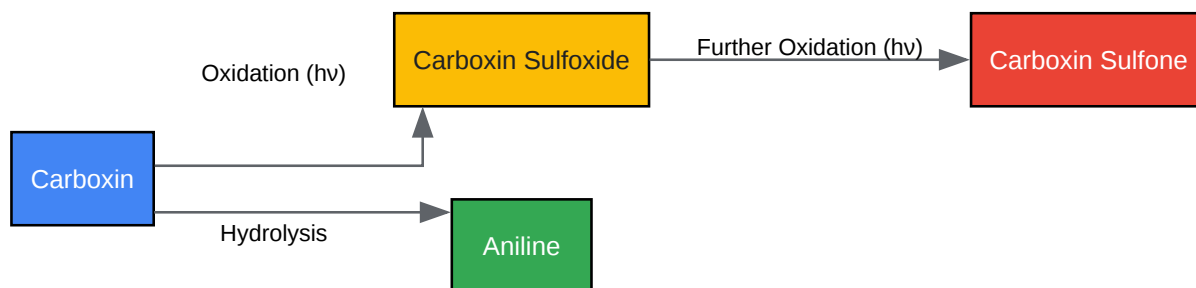 Carboxin Sulfoxide
Further Oxidation (hν)
Carboxin Sulfone
Oxidation (hν)
Carboxin
Hydrolysis
Aniline